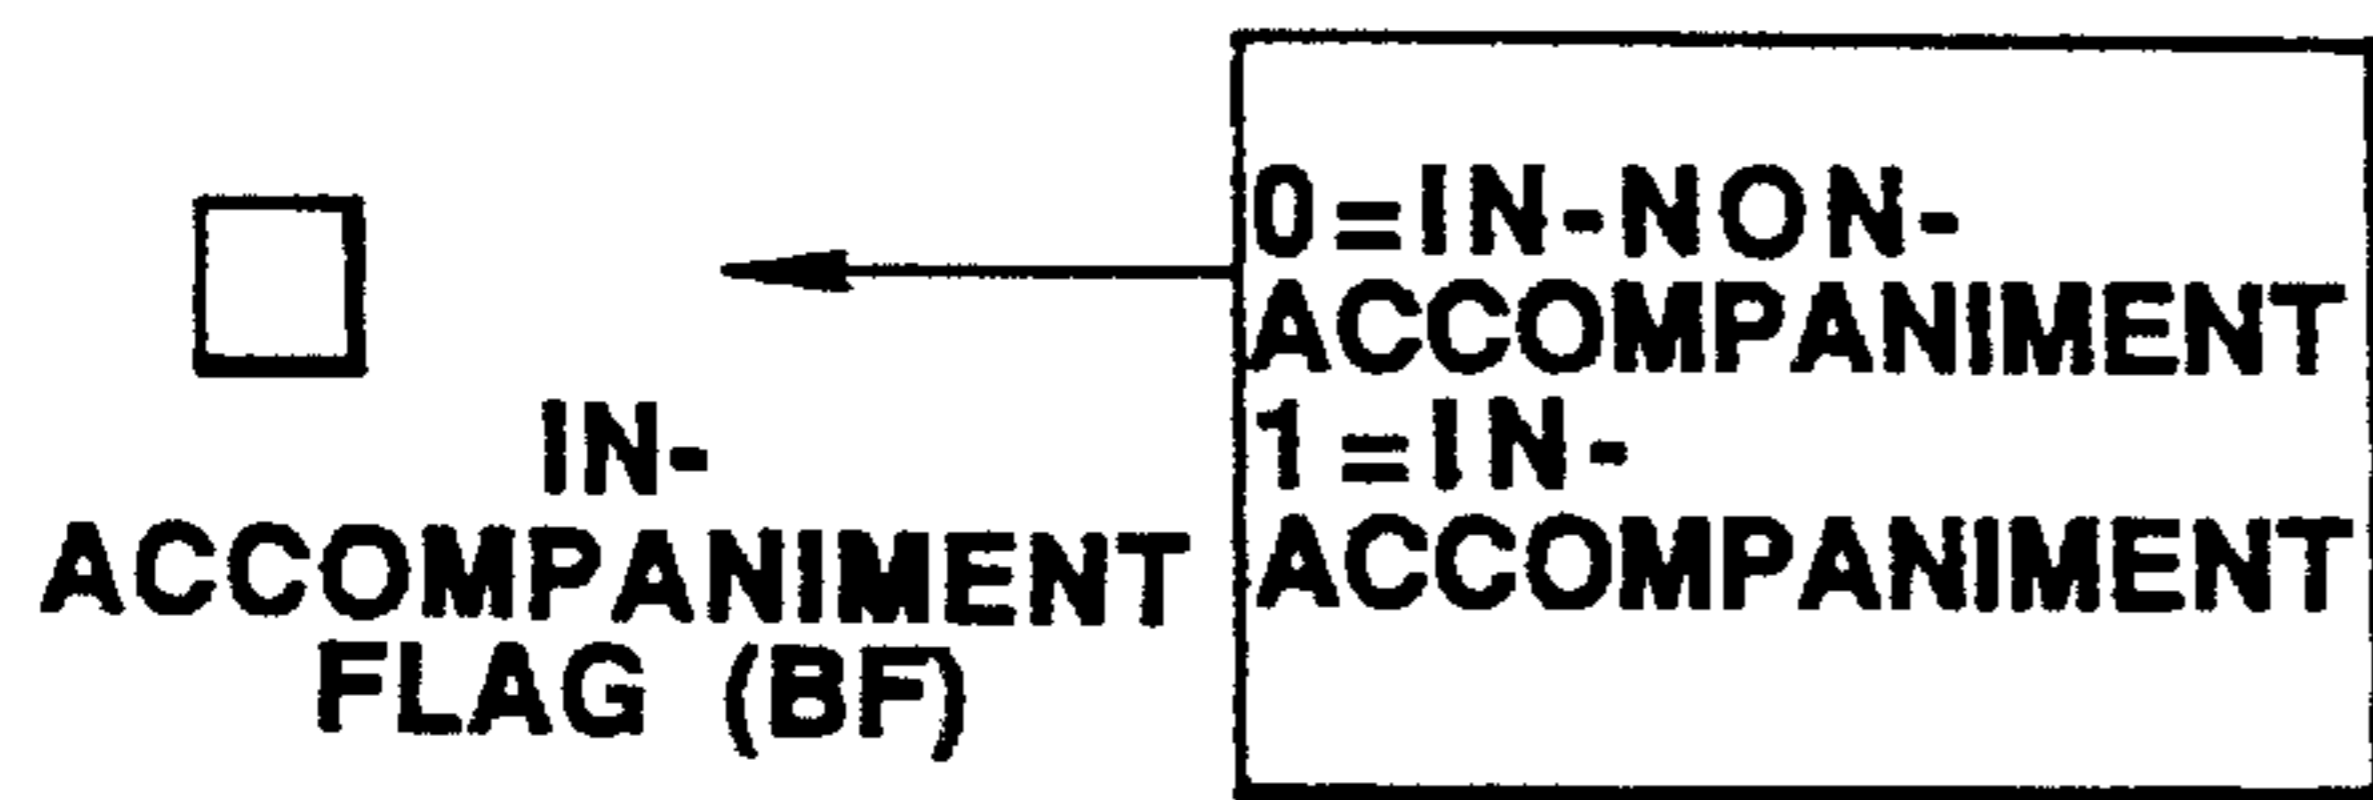 IN-
ACCOMPANIMENT
FLAG (BF)
0=IN-NON-
ACCOMPANIMENT
1=IN-
ACCOMPANIMENT